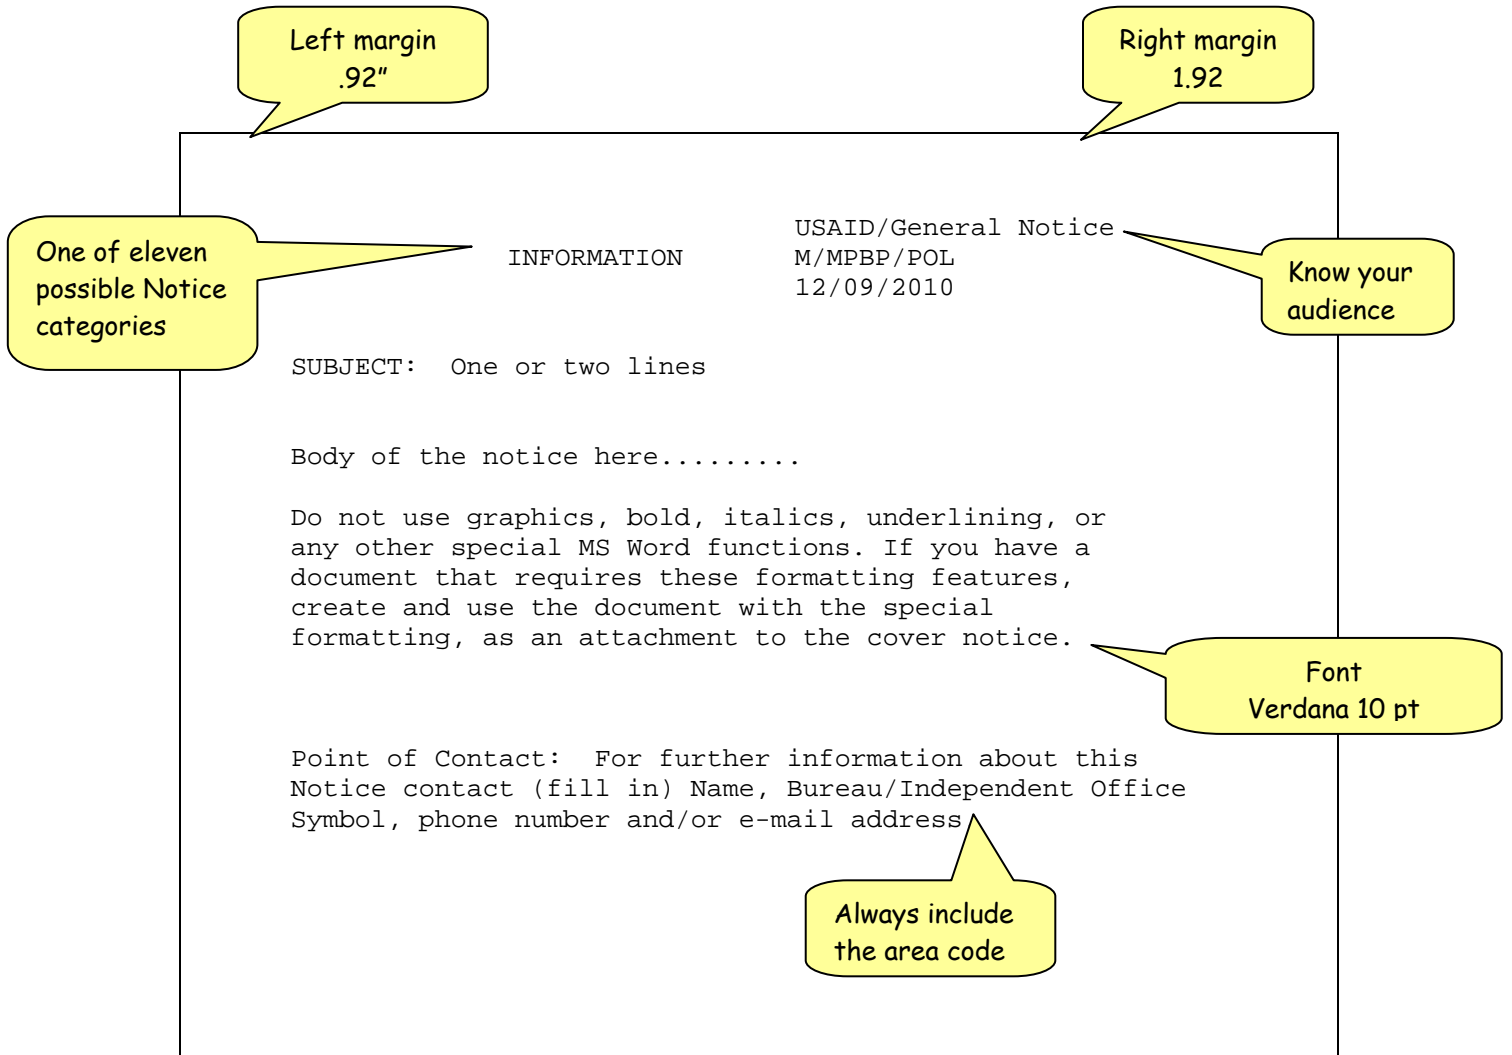 Left margin
.92”
Right margin
1.92
One of eleven
possible Notice
categories
USAID/General Notice
INFORMATION M/MPBP/POL
12/09/2010
Know your
audience
SUBJECT:  One or two lines
Body of the notice here.........
Do not use graphics, bold, italics, underlining, or
any other special MS Word functions. If you have a
document that requires these formatting features,
create and use the document with the special
formatting, as an attachment to the cover notice.
Font
Verdana 10 pt
Point of Contact:  For further information about this
Notice contact (fill in) Name, Bureau/Independent Office
Symbol, phone number and/or e-mail address
Always include
the area code